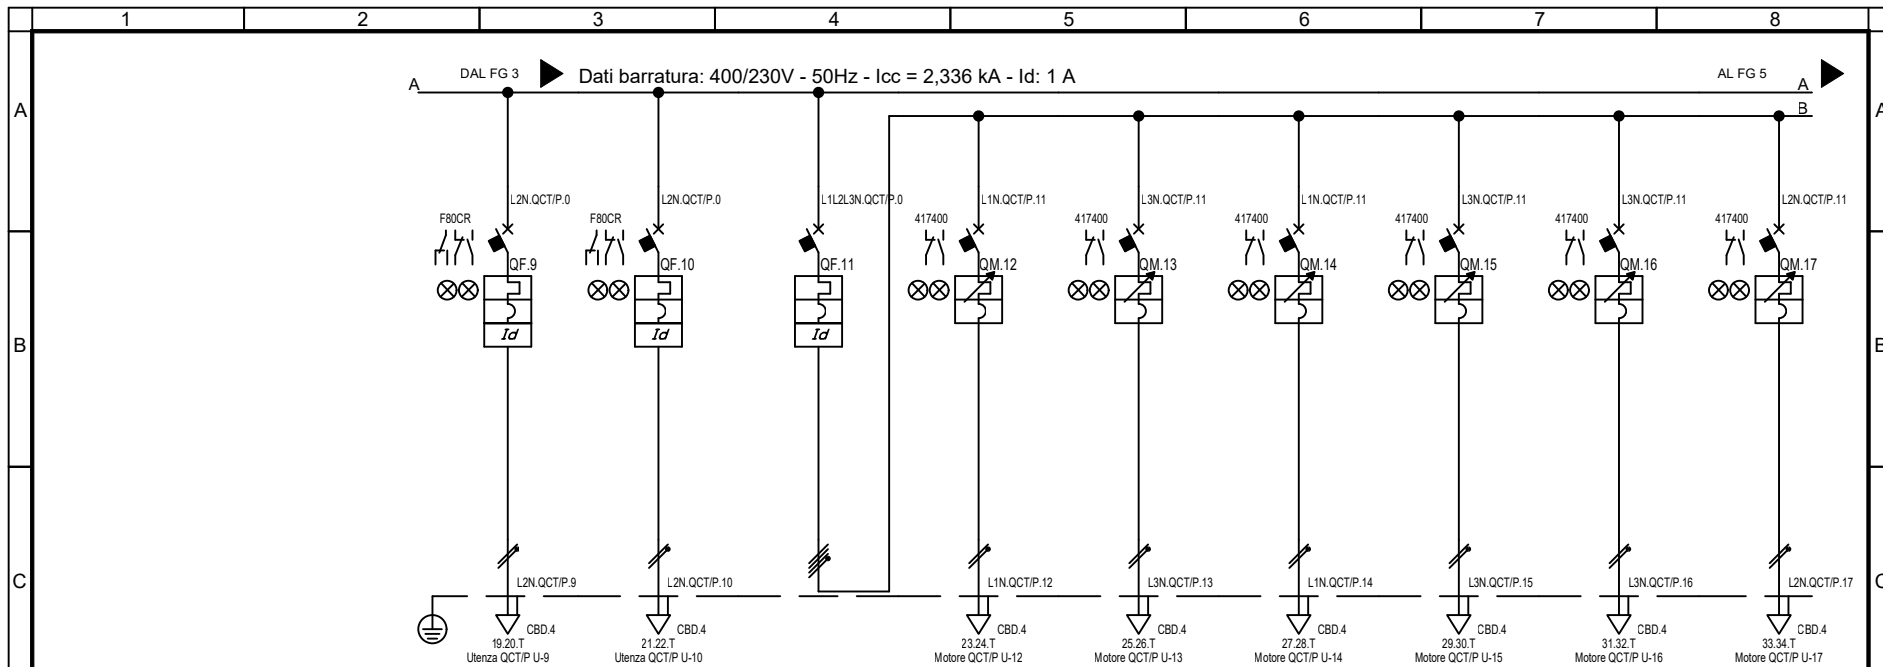 1 2 3 4 5 6 7 8
DAL FG 3 Dati barratura: 400/230V - 50Hz - Icc = 2,336 kA - Id: 1 A AL FG 5
A A
B
A A
L2N.QCT/P.0 L2N.QCT/P.0 L1L2L3N.QCT/P.0 L1N.QCT/P.11 L3N.QCT/P.11 L1N.QCT/P.11 L3N.QCT/P.11 L3N.QCT/P.11 L2N.QCT/P.11
F80CR F80CR 417400 417400 417400 417400 417400 417400
QF.9 QF.10 QF.11 QM.12 QM.13 QM.14 QM.15 QM.16 QM.17
Id Id Id
B B
C C
L2N.QCT/P.9 L2N.QCT/P.10 L1N.QCT/P.12 L3N.QCT/P.13 L1N.QCT/P.14 L3N.QCT/P.15 L3N.QCT/P.16 L2N.QCT/P.17
CBD.4 CBD.4 CBD.4 CBD.4 CBD.4 CBD.4 CBD.4 CBD.4
19.20.T 21.22.T 23.24.T 25.26.T 27.28.T 29.30.T 31.32.T 33.34.T
Utenza QCT/P U-9 Utenza QCT/P U-10 Motore QCT/P U-12 Motore QCT/P U-13 Motore QCT/P U-14 Motore QCT/P U-15 Motore QCT/P U-16 Motore QCT/P U-17